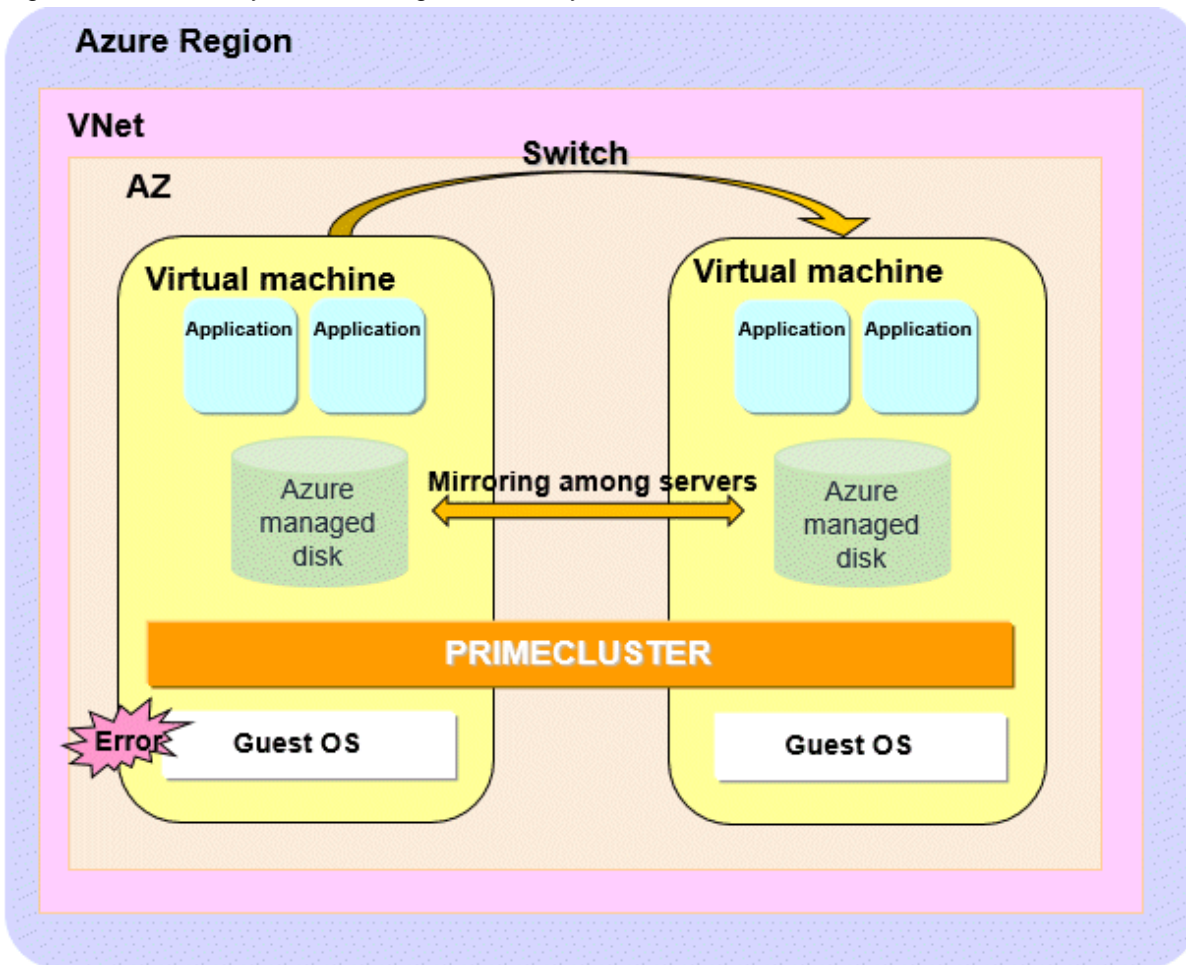 Azure Region
VNet
Switch
AZ
Virtual machine
Application
Application
Azure
managed
disk
Virtual machine
Application
Application
Azure
managed
disk
Mirroring among servers
PRIMECLUSTER
Error
Guest OS
Guest OS